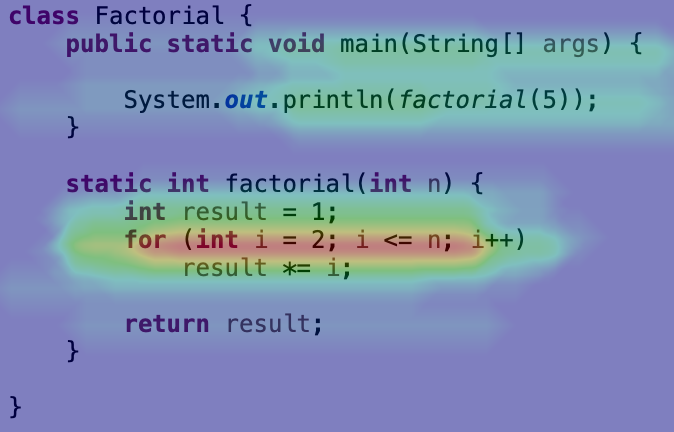 class Factorial {
    public static void main(String[] args) {
        System.out.println(factorial(5));
    }
    static int factorial(int n) {
        int result = 1;
        for (int i = 2; i <= n; i++)
            result *= i;
        return result;
    }
}